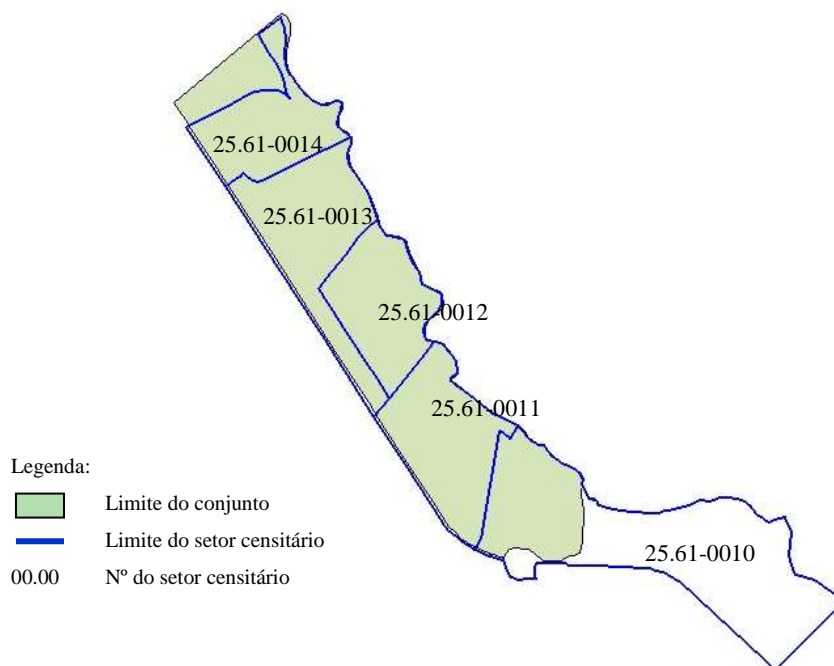 25.61-0014
25.61-0013
25.61-0012
25.61-0011
25.61-0010
Legenda:
Limite do conjunto
Limite do setor censitário
00.00 Nº do setor censitário